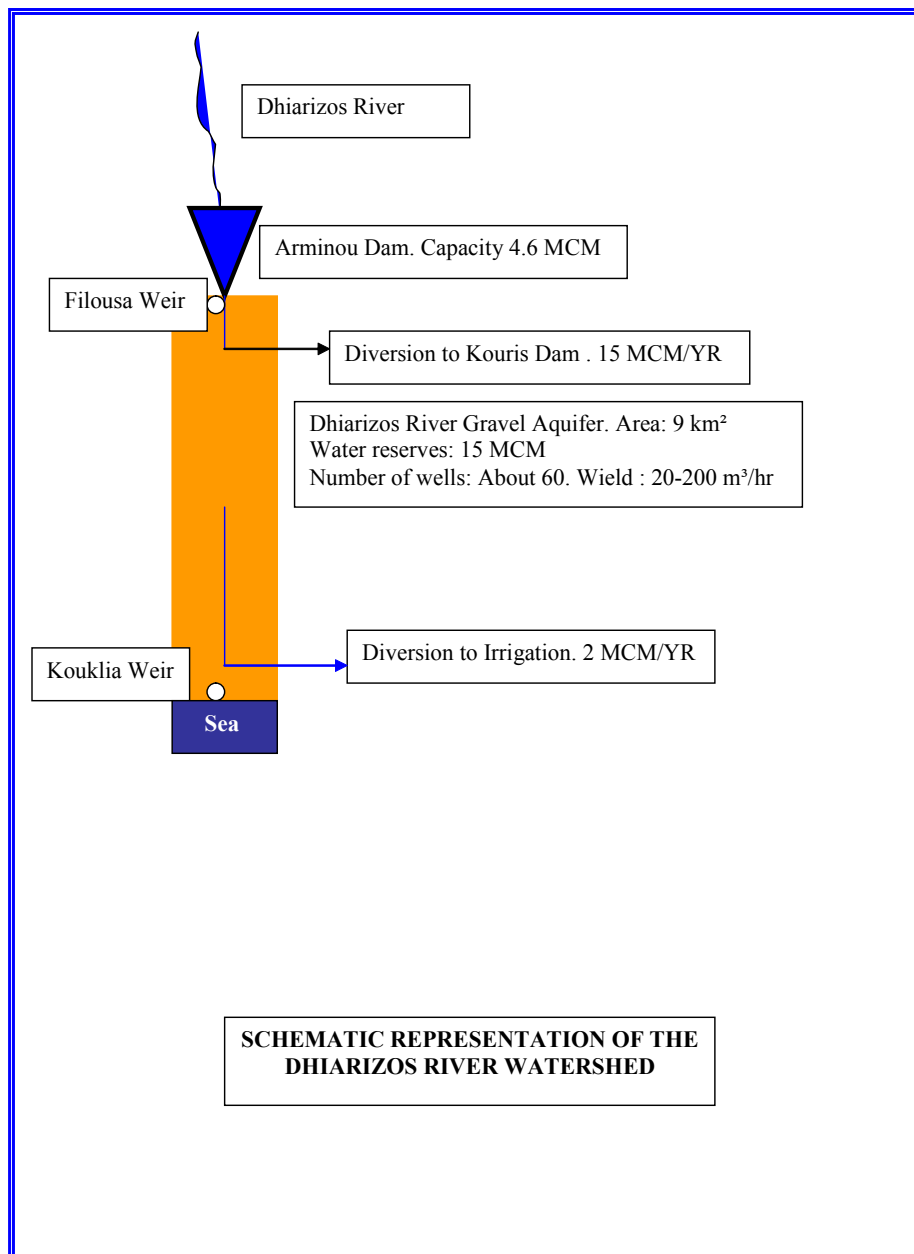 Dhiarizos River
Arminou Dam. Capacity 4.6 MCM
Filousa Weir
Diversion to Kouris Dam . 15 MCM/YR
Dhiarizos River Gravel Aquifer. Area: 9 km²
Water reserves: 15 MCM
Number of wells: About 60. Wield : 20-200 m³/hr
Diversion to Irrigation. 2 MCM/YR
Kouklia Weir
Sea
SCHEMATIC REPRESENTATION OF THE
DHIARIZOS RIVER WATERSHED